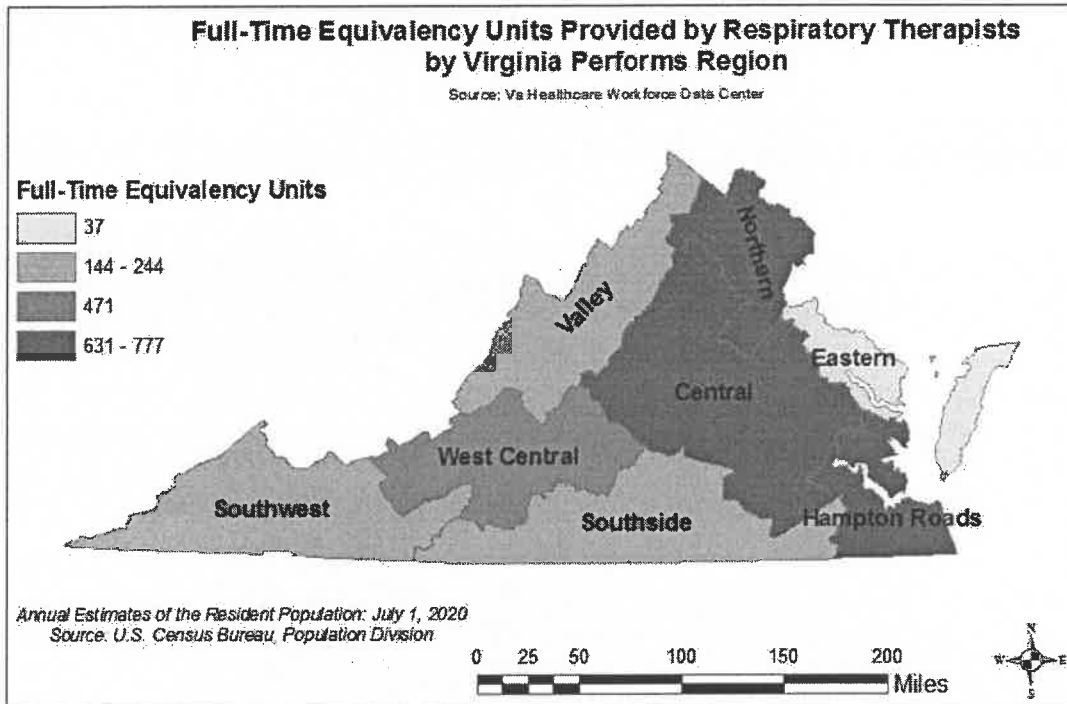 Full-Time Equivalency Units Provided by Respiratory Therapists
by Virginia Performs Region
Source: Va Healthcare Workforce Data Center
Full-Time Equivalency Units
37
144 - 244
471
631 - 777
Northern
Valley
Eastern
Central
West Central
Southwest
Southside
Hampton Roads
Annual Estimates of the Resident Population: July 1, 2020
Source: U.S. Census Bureau, Population Division
0 25 50 100 150 200
Miles
N
W E
S